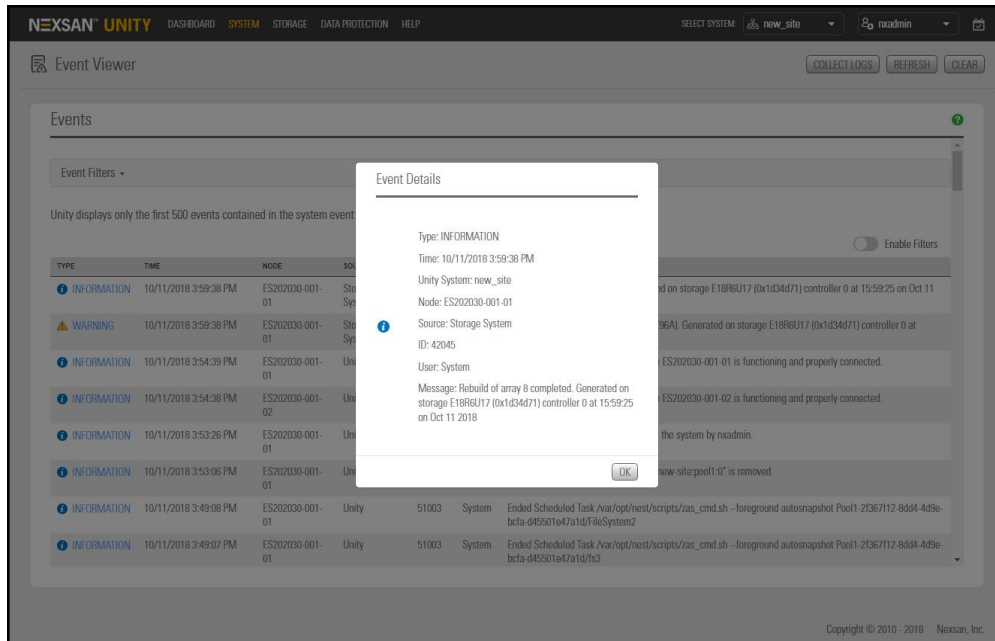 NEXSAN™ UNITY DASHBOARD SYSTEM STORAGE DATA PROTECTION HELP SELECT SYSTEM: new_site nxadmin
Event Viewer COLLECT LOGS REFRESH CLEAR
Events
Event Filters
Unity displays only the first 500 events contained in the system event
Enable Filters
TYPE TIME NODE SOU
INFORMATION 10/11/2018 3:59:38 PM ES202030-001- Sto ed on storage E18R6U17 (0x1d34d71) controller 0 at 15:59:25 on Oct 11
01 Sys
WARNING 10/11/2018 3:59:38 PM ES202030-001- Sto 96A), Generated on storage E18R6U17 (0x1d34d71) controller 0 at
01 Sys
INFORMATION 10/11/2018 3:54:39 PM ES202030-001- Uni ES202030-001-01 is functioning and properly connected.
01
INFORMATION 10/11/2018 3:54:38 PM ES202030-001- Uni ES202030-001-02 is functioning and properly connected.
02
INFORMATION 10/11/2018 3:53:26 PM ES202030-001- Uni the system by nxadmin.
01
INFORMATION 10/11/2018 3:53:06 PM ES202030-001- Uni new-site:pool1:0" is removed.
01
INFORMATION 10/11/2018 3:49:08 PM ES202030-001- Unity 51003 System Ended Scheduled Task /var/opt/nest/scripts/zas_cmd.sh --foreground autosnapshot Pool1-2f367f12-8dd4-4d9e-
01 bcfa-d45501e47a1d/FileSystem2
INFORMATION 10/11/2018 3:49:07 PM ES202030-001- Unity 51003 System Ended Scheduled Task /var/opt/nest/scripts/zas_cmd.sh --foreground autosnapshot Pool1-2f367f12-8dd4-4d9e-
01 bcfa-d45501e47a1d/fs3
Event Details
Type: INFORMATION
Time: 10/11/2018 3:59:38 PM
Unity System: new_site
Node: ES202030-001-01
Source: Storage System
ID: 42045
User: System
Message: Rebuild of array 8 completed. Generated on
storage E18R6U17 (0x1d34d71) controller 0 at 15:59:25
on Oct 11 2018
OK
Copyright © 2010 - 2018 Nexsan, Inc.